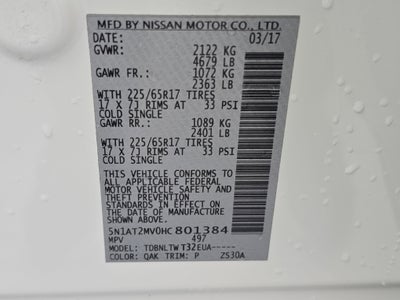 MFD BY NISSAN MOTOR CO., LTD.
DATE: 03/17
GVWR: 2122 KG
4679 LB
GAWR FR.: 1072 KG
2363 LB
WITH 225/65R17 TIRES
17 X 7J RIMS AT 33 PSI
COLD SINGLE
GAWR RR.: 1089 KG
2401 LB
WITH 225/65R17 TIRES
17 X 7J RIMS AT 33 PSI
COLD SINGLE
THIS VEHICLE CONFORMS TO
ALL APPLICABLE FEDERAL
MOTOR VEHICLE SAFETY
AND THEFT PREVENTION
STANDARDS IN EFFECT ON
THE DATE OF MANUFACTURE
SHOWN ABOVE.
5N1AT2MV0HC801384
MPV 497
MODEL: TDBNLTW T32EUA-----
COLOR: QAK TRIM: P ZS30A